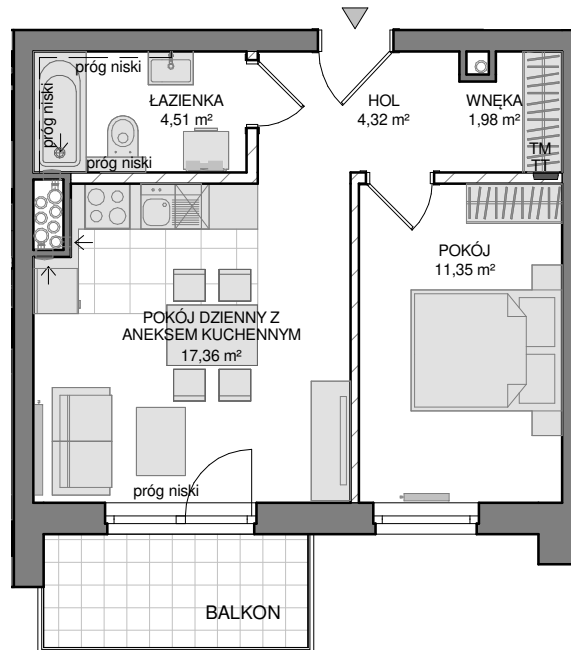 próg niski
próg niski
ŁAZIENKA
4,51 m²
próg niski
HOL
4,32 m²
WNĘKA
1,98 m²
TM
TT
POKÓJ
11,35 m²
POKÓJ DZIENNY Z
ANEKSEM KUCHENNYM
17,36 m²
próg niski
BALKON